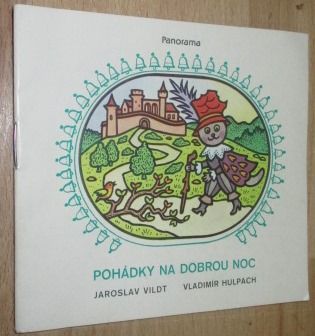 Panorama
POHÁDKY NA DOBROU NOC
JAROSLAV VILDT VLADIMÍR HULPACH